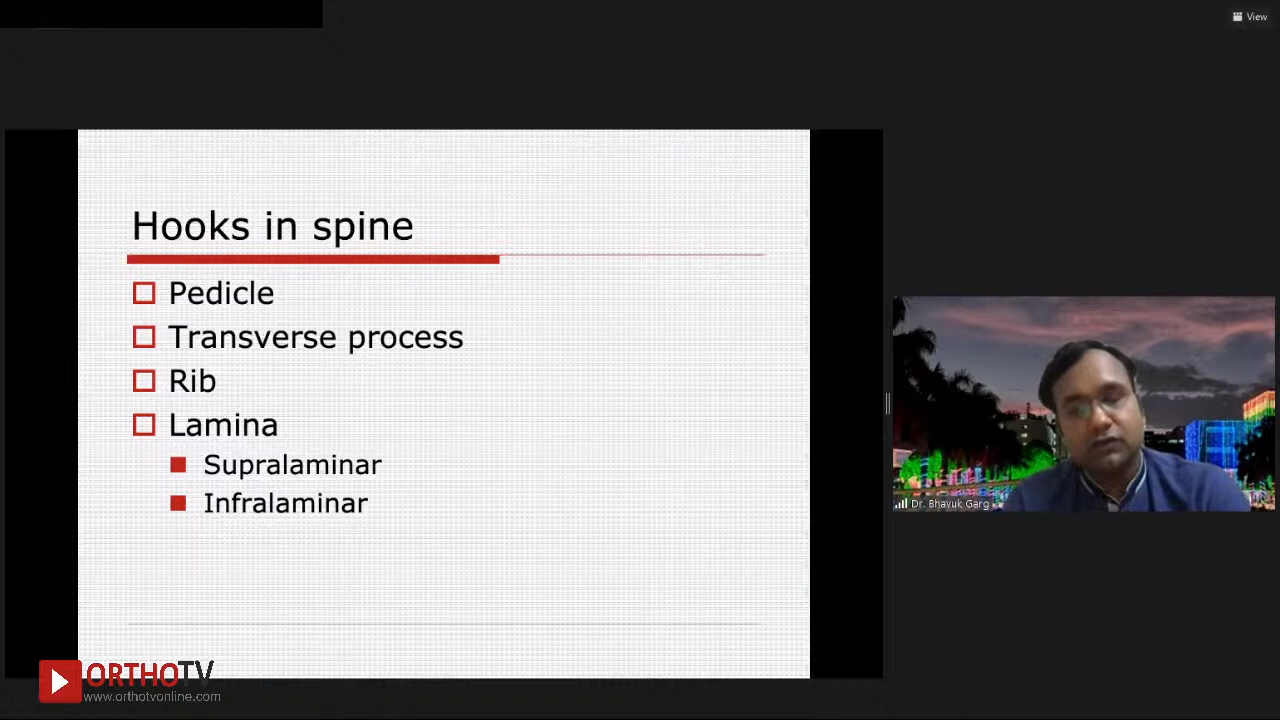 View
Hooks in spine
Pedicle
Transverse process
Rib
Lamina
Supralaminar
Infralaminar
Dr. Bhavuk Garg
ORTHOTV
www.orthotvonline.com